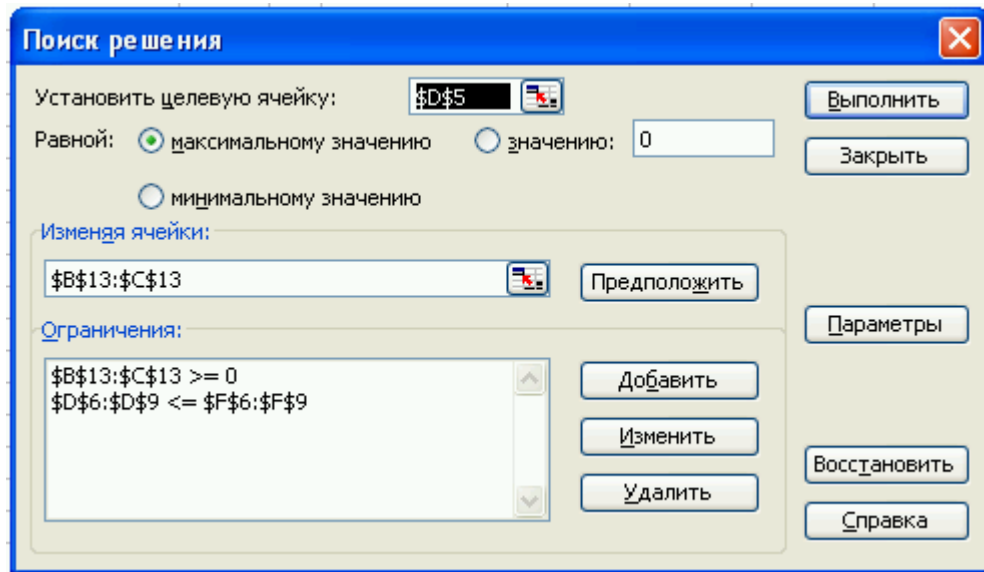 Поиск решения
Установить целевую ячейку: $D$5
Выполнить
Равной: максимальному значению значению: 0
Закрыть
минимальному значению
Изменяя ячейки:
$B$13:$C$13
Предположить
Ограничения:
Параметры
$B$13:$C$13 >= 0
$D$6:$D$9 <= $F$6:$F$9
Добавить
Изменить
Удалить
Восстановить
Справка